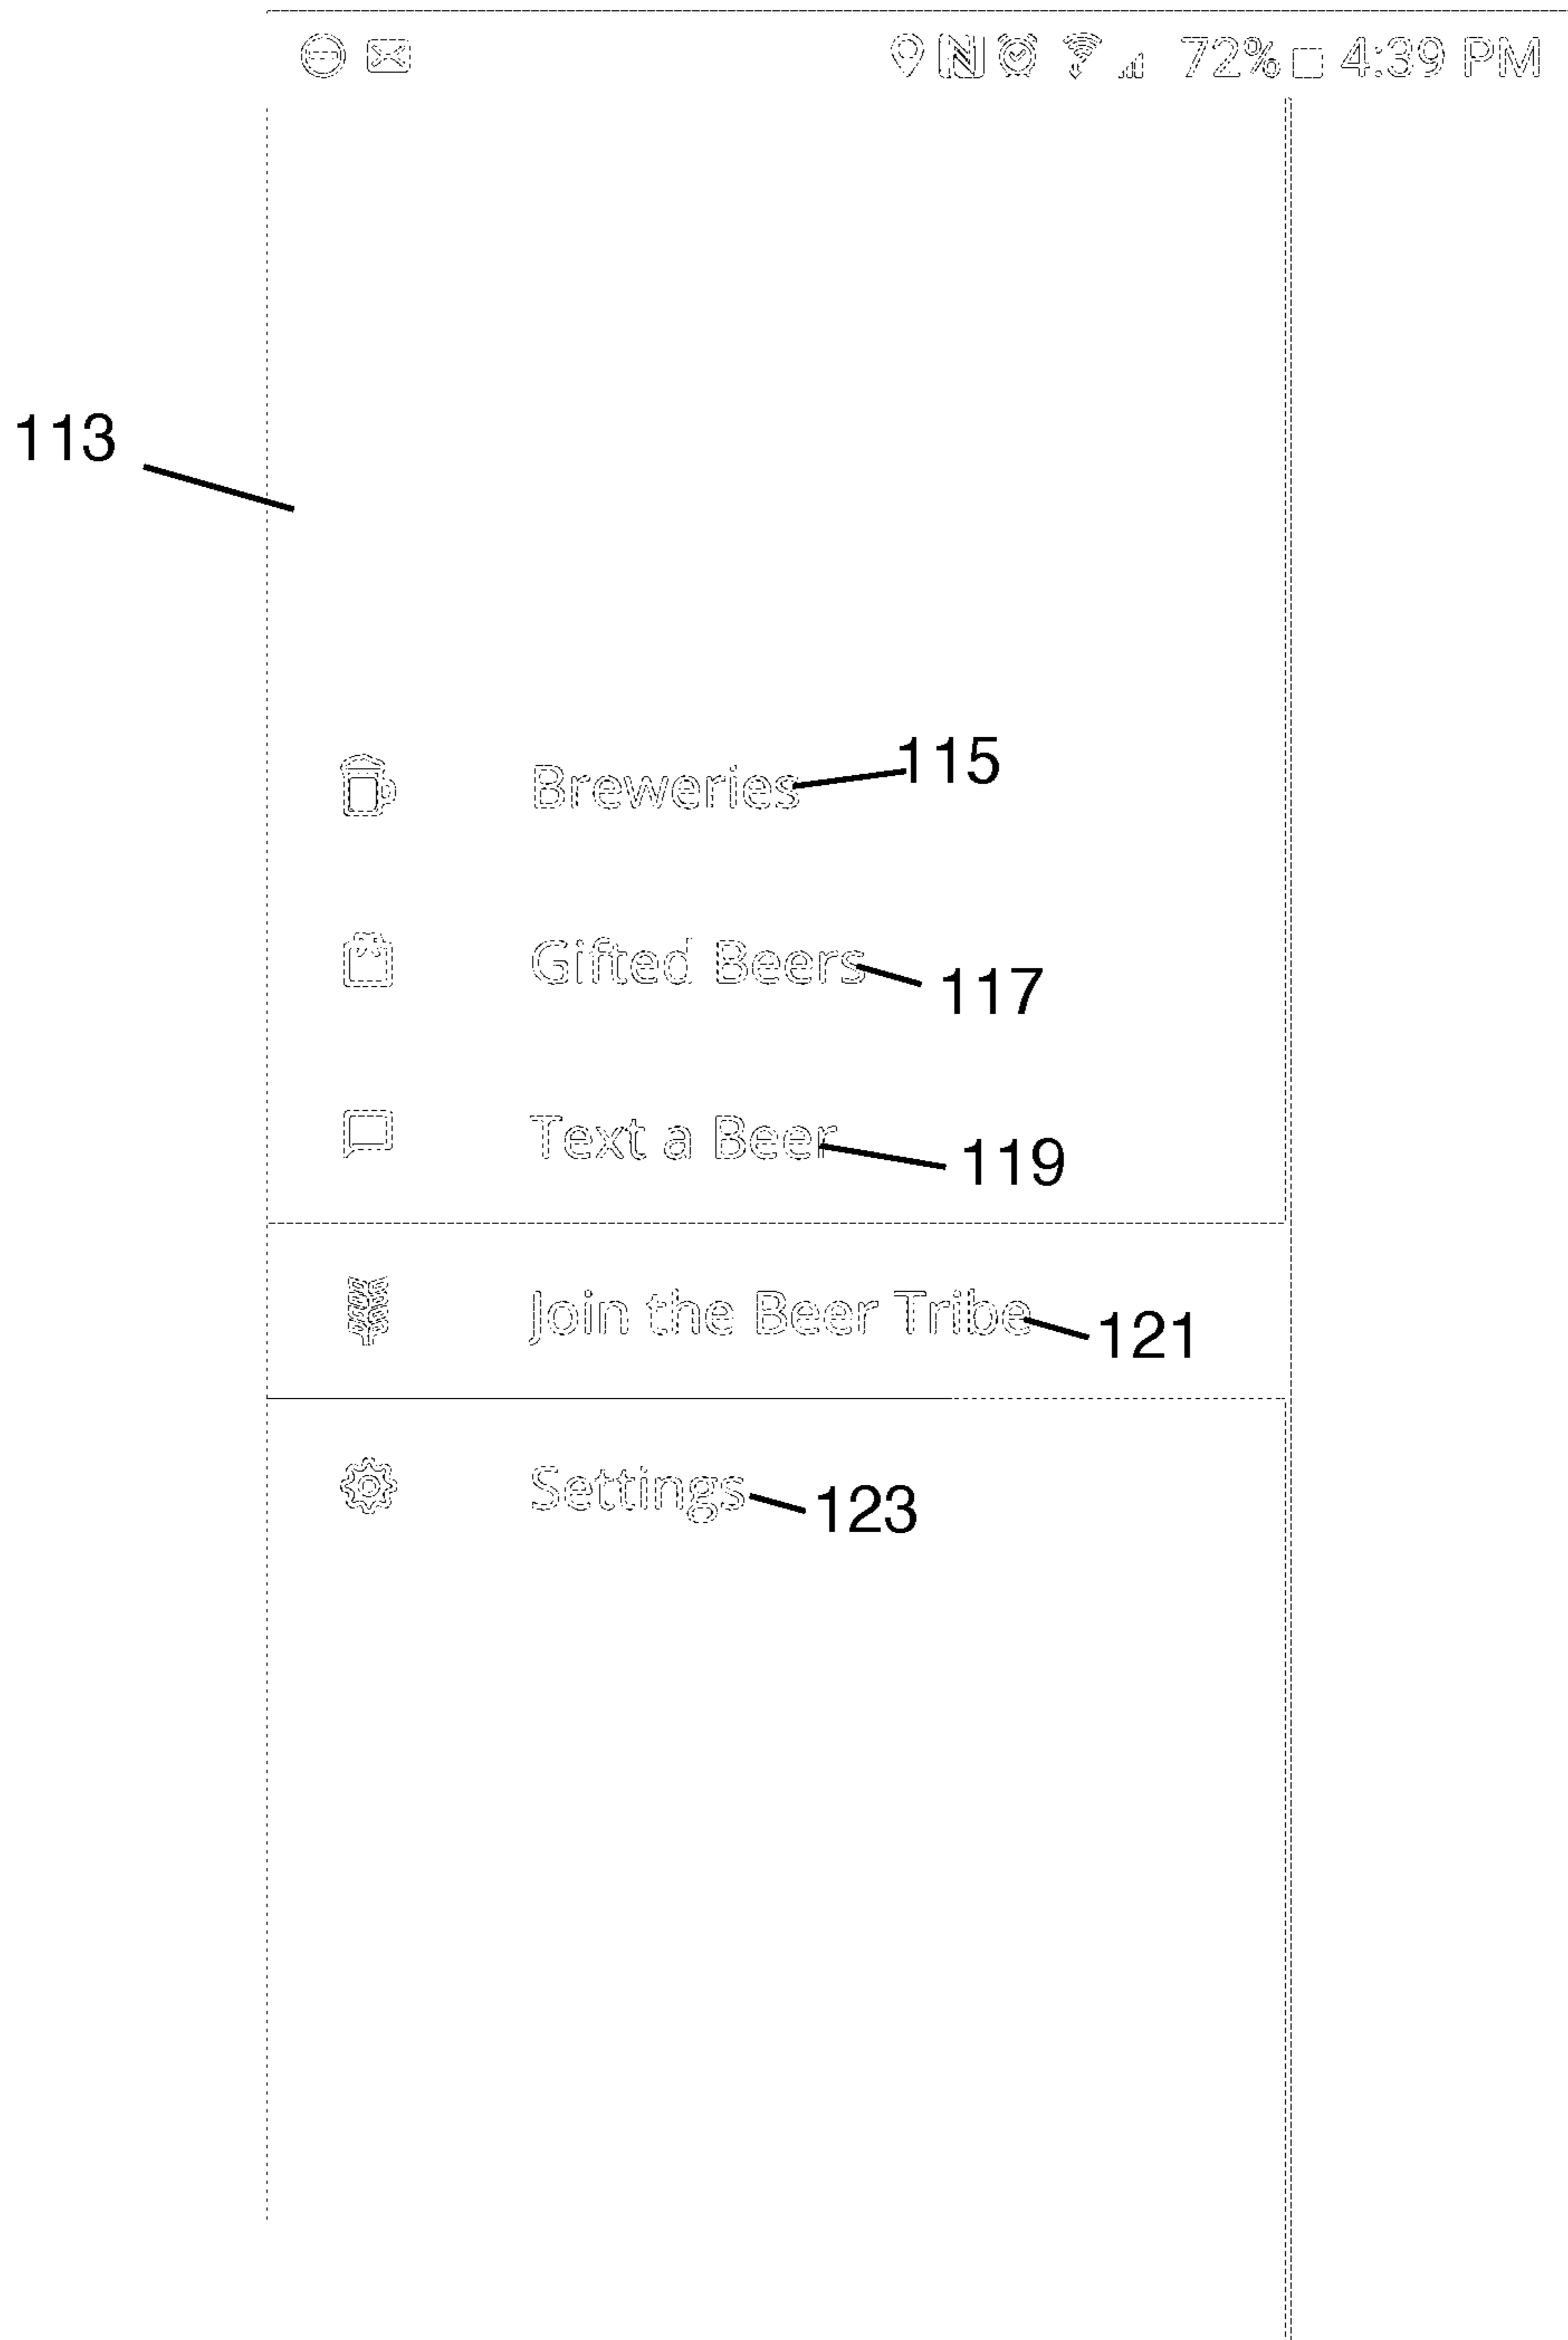 72% 4:39 PM
113
Breweries 115
Gifted Beers 117
Text a Beer 119
Join the Beer Tribe 121
Settings 123